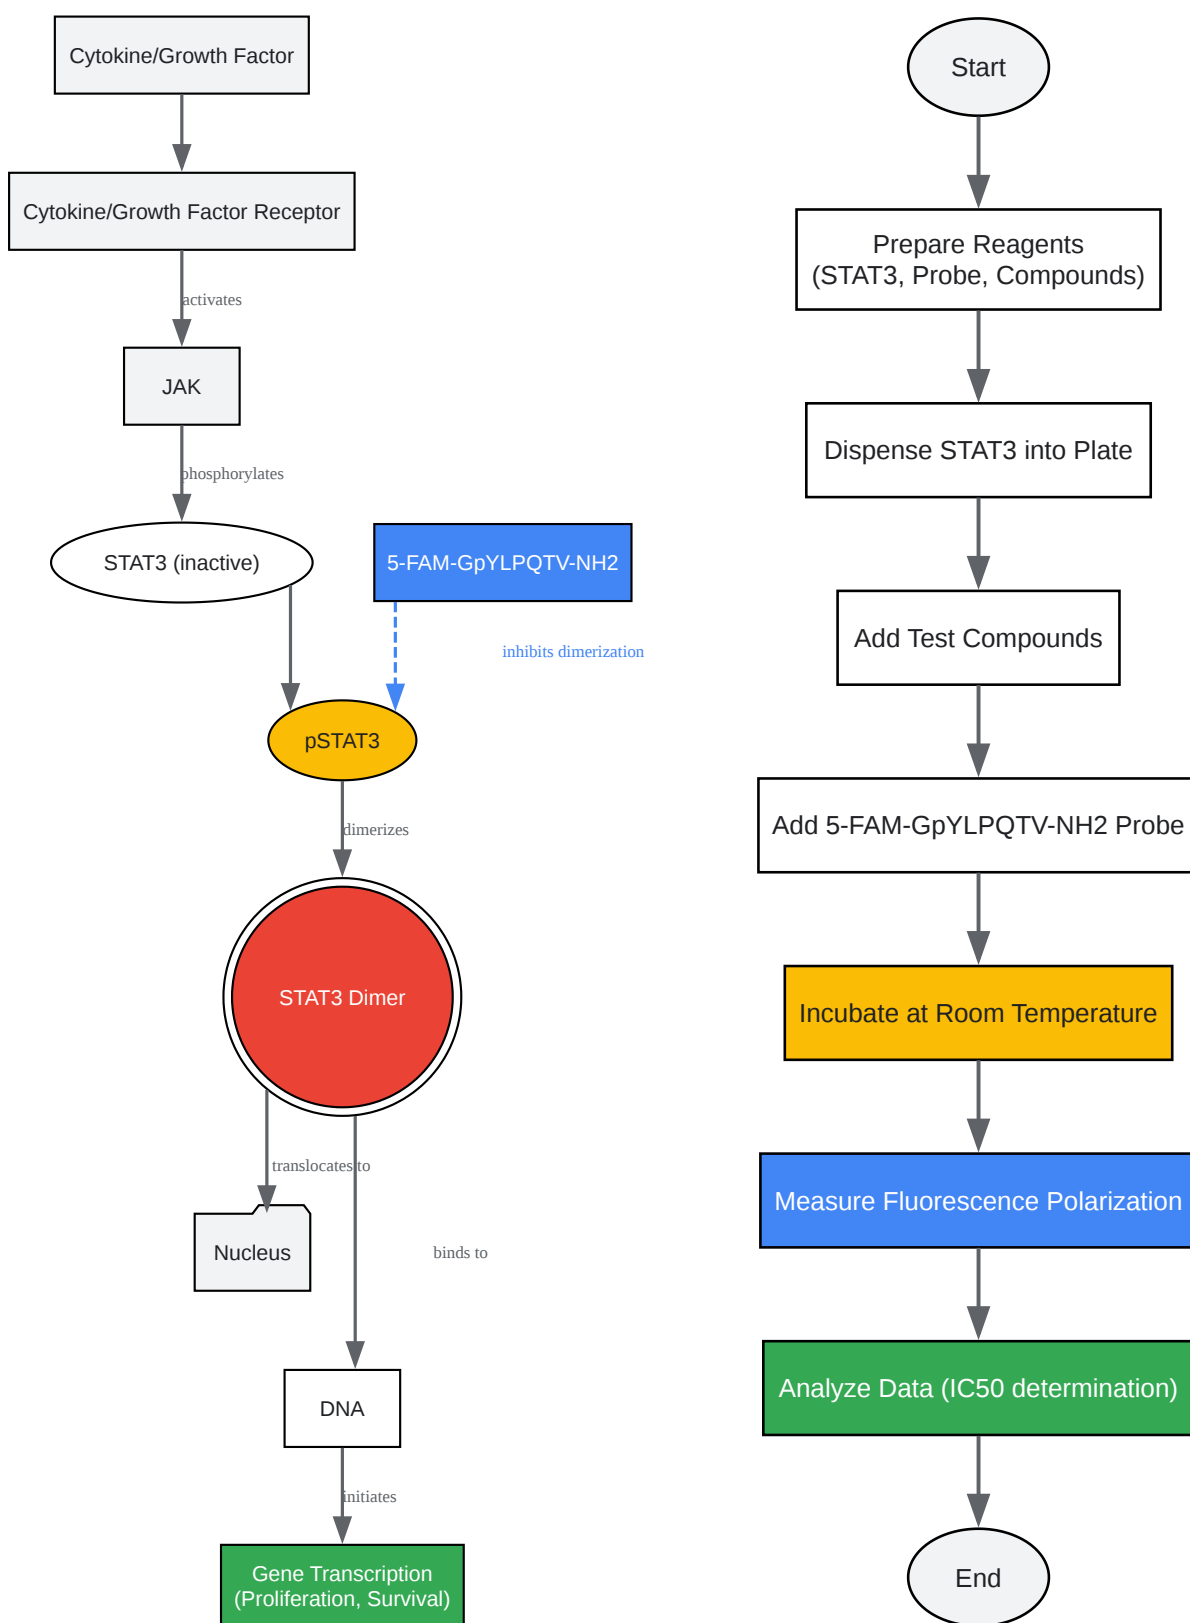 Cytokine/Growth Factor
Cytokine/Growth Factor Receptor
activates
JAK
phosphorylates
STAT3 (inactive)
5-FAM-GpYLPQTV-NH2
inhibits dimerization
pSTAT3
dimerizes
STAT3 Dimer
translocates to
Nucleus
binds to
DNA
initiates
Gene Transcription
(Proliferation, Survival)
Start
Prepare Reagents
(STAT3, Probe, Compounds)
Dispense STAT3 into Plate
Add Test Compounds
Add 5-FAM-GpYLPQTV-NH2 Probe
Incubate at Room Temperature
Measure Fluorescence Polarization
Analyze Data (IC50 determination)
End